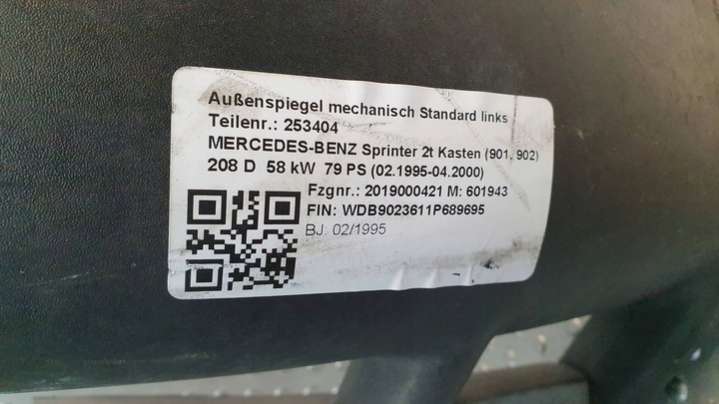 Außenspiegel mechanisch Standard links
Teilenr.: 253404
MERCEDES-BENZ Sprinter 2t Kasten (901, 902)
208 D 58 kW 79 PS (02.1995-04.2000)
Fzgnr.: 2019000421 M: 601943
FIN: WDB9023611P689695
BJ. 02/1995